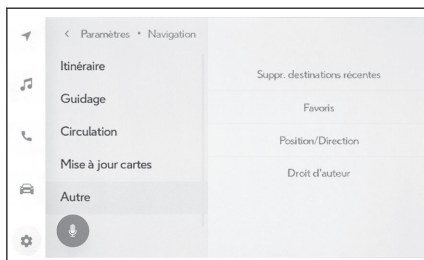 < Paramètres • Navigation
Itinéraire
Guidage
Circulation
Mise à jour cartes
Autre
Suppr. destinations récentes
Favoris
Position/Direction
Droit d'auteur